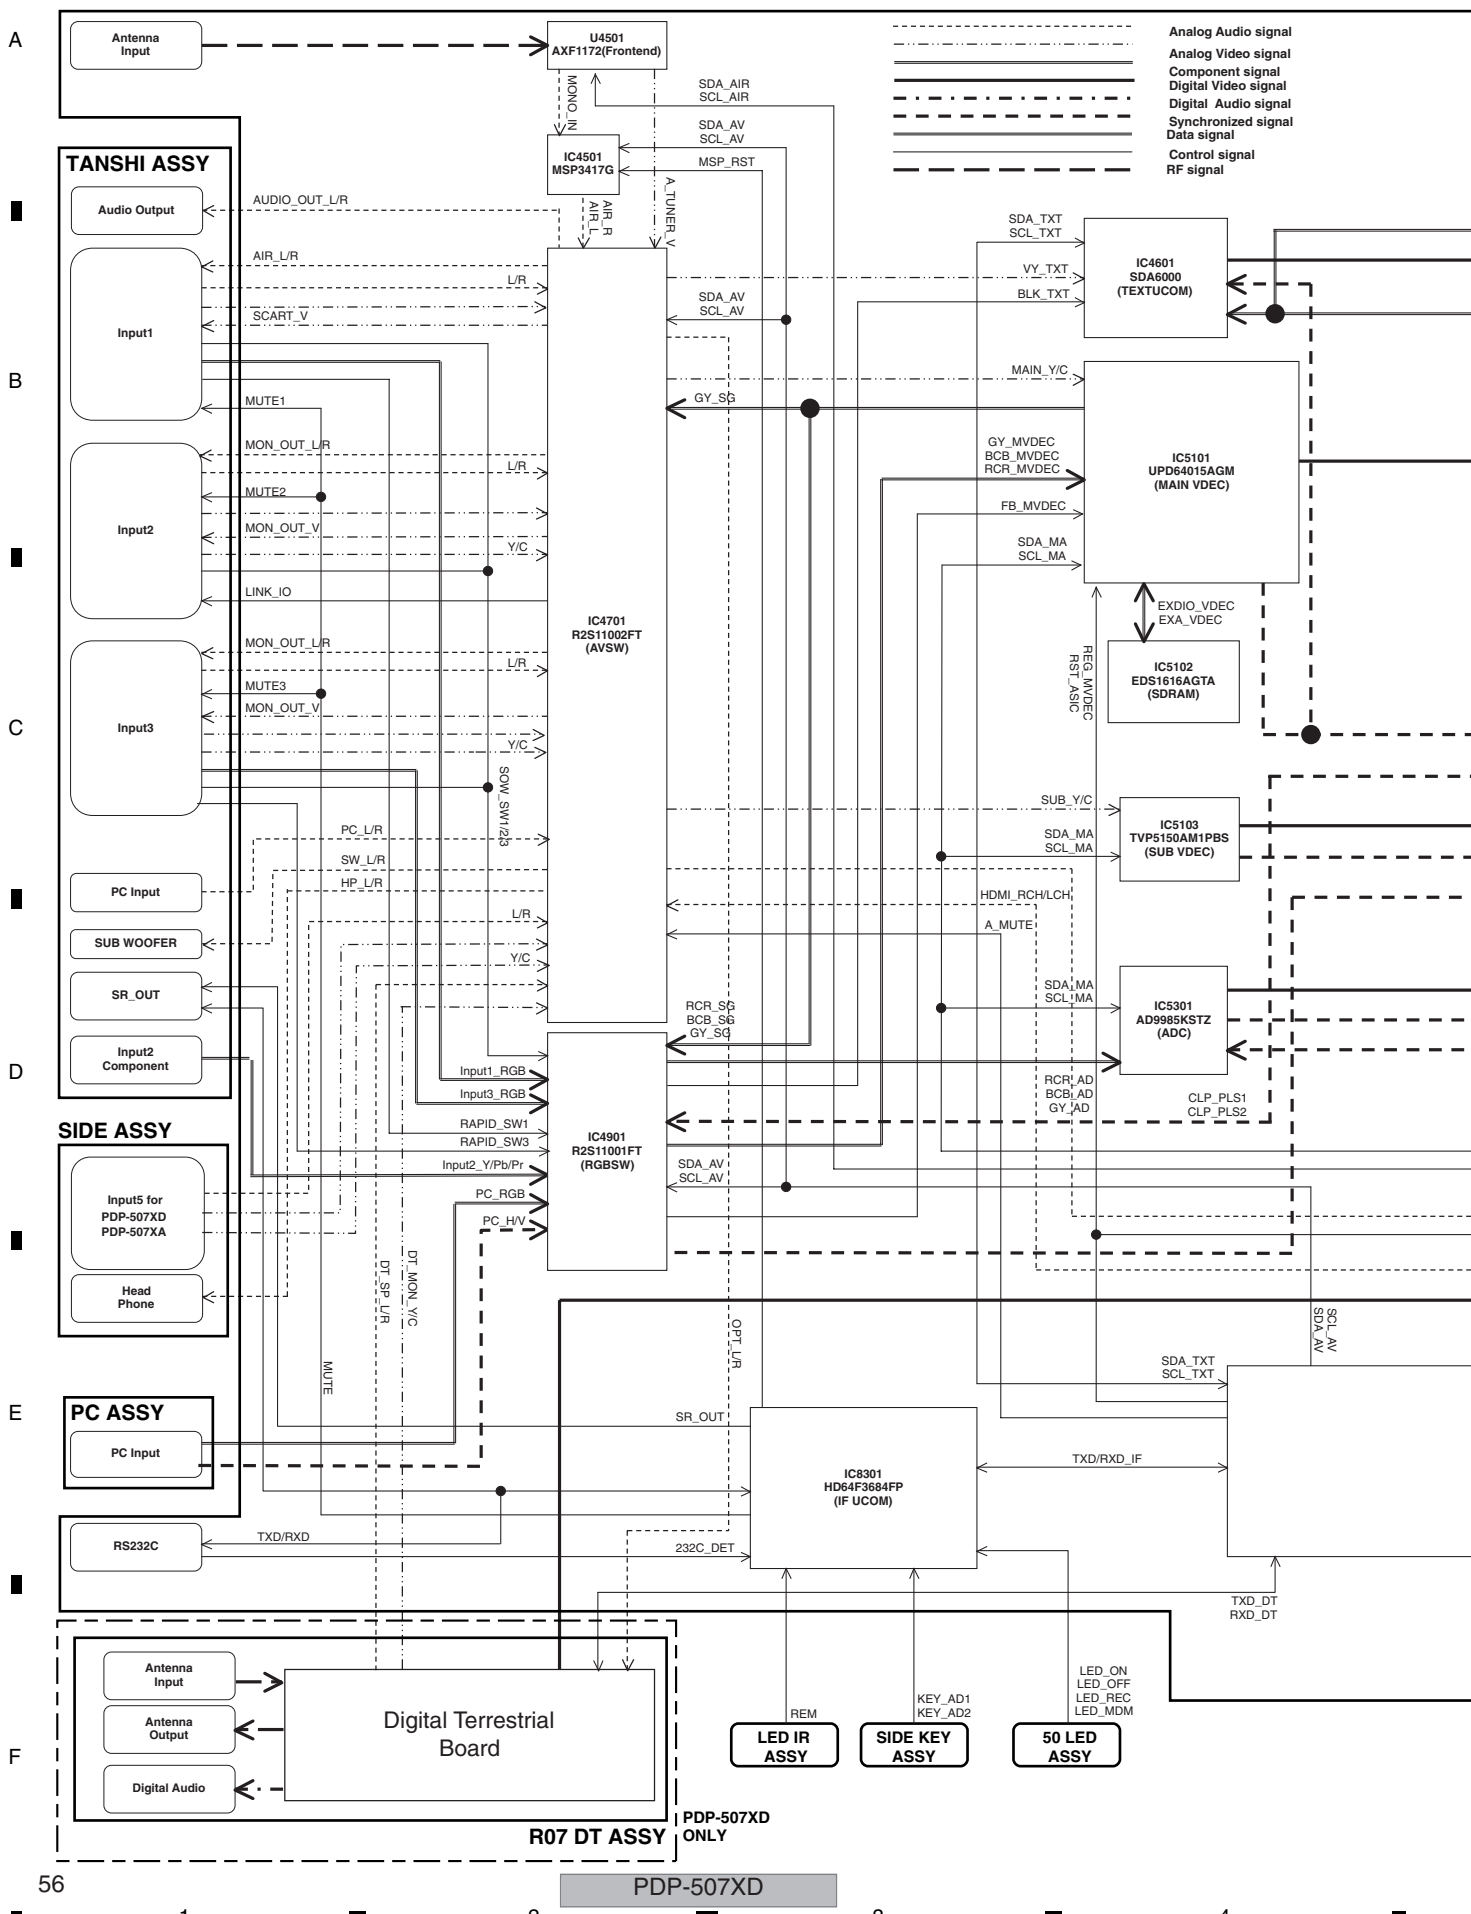 A
Antenna
Input
U4501
AXF1172(Frontend)
Analog Audio signal
Analog Video signal
Component signal
Digital Video signal
Digital Audio signal
Synchronized signal
Data signal
Control signal
RF signal
MONO_IN
SDA_AIR
SCL_AIR
SDA_AV
SCL_AV
IC4501
MSP3417G
MSP_RST
TANSHI ASSY
Audio Output
AUDIO_OUT_L/R
AIR_R
AIR_L
A_TUNER_V
SDA_TXT
SCL_TXT
IC4601
SDA6000
(TEXTUCOM)
AIR_L/R
L/R
VY_TXT
BLK_TXT
SDA_AV
SCL_AV
SCART_V
Input1
B
MAIN_Y/C
GY_SG
MUTE1
MON_OUT_L/R
L/R
GY_MVDEC
BCB_MVDEC
RCR_MVDEC
IC5101
UPD64015AGM
(MAIN VDEC)
MUTE2
FB_MVDEC
Input2
MON_OUT_V
Y/C
SDA_MA
SCL_MA
LINK_IO
EXDIO_VDEC
EXA_VDEC
IC4701
R2S11002FT
(AVSW)
MON_OUT_L/R
L/R
REG_MVDEC
RST_ASIC
IC5102
EDS1616AGTA
(SDRAM)
MUTE3
MON_OUT_V
C
Input3
Y/C
SOW_SW1/2/3
SUB_Y/C
IC5103
TVP5150AM1PBS
(SUB VDEC)
SDA_MA
SCL_MA
PC_L/R
SW_L/R
HP_L/R
PC Input
HDMI_RCH/LCH
L/R
A_MUTE
SUB WOOFER
Y/C
SR_OUT
SDA_MA
SCL_MA
IC5301
AD9985KSTZ
(ADC)
RCR_SG
BCB_SG
GY_SG
Input2
Component
D
Input1_RGB
Input3_RGB
RCR_AD
BCB_AD
GY_AD
CLP_PLS1
CLP_PLS2
SIDE ASSY
RAPID_SW1
RAPID_SW3
IC4901
R2S11001FT
(RGBSW)
Input2_Y/Pb/Pr
SDA_AV
SCL_AV
Input5 for
PDP-507XD
PDP-507XA
PC_RGB
PC_H/V
DT_SP_L/R
DT_MON_Y/C
Head
Phone
SCL_AV
SDA_AV
OPT_L/R
MUTE
SDA_TXT
SCL_TXT
E
PC ASSY
PC Input
SR_OUT
TXD/RXD_IF
IC8301
HD64F3684FP
(IF UCOM)
RS232C
TXD/RXD
232C_DET
TXD_DT
RXD_DT
Antenna
Input
Antenna
Output
Digital Audio
Digital Terrestrial
Board
LED_ON
LED_OFF
LED_REC
LED_MDM
REM
KEY_AD1
KEY_AD2
LED IR
ASSY
SIDE KEY
ASSY
50 LED
ASSY
F
R07 DT ASSY
PDP-507XD
ONLY
56
PDP-507XD